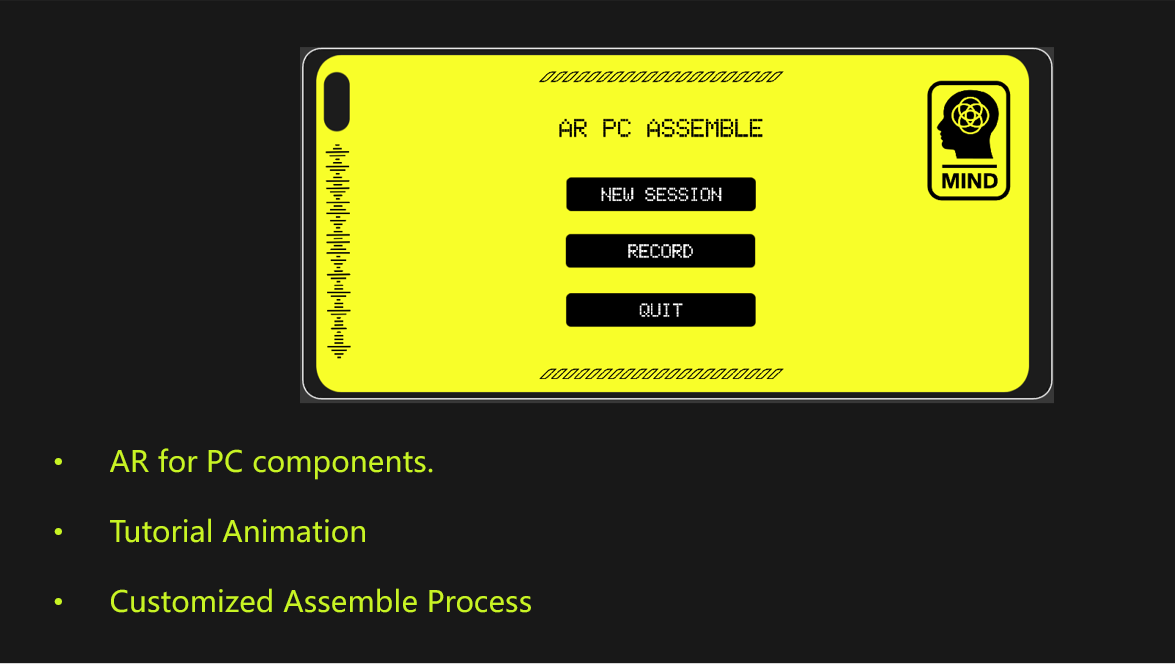 AR PC ASSEMBLE
MIND
NEW SESSION
RECORD
QUIT
• AR for PC components.
• Tutorial Animation
• Customized Assemble Process